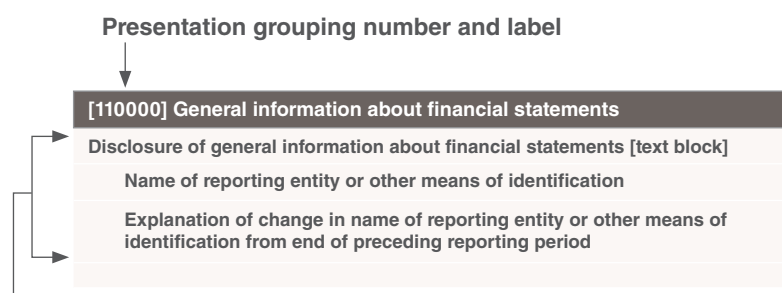 Presentation grouping number and label
[110000] General information about financial statements
Disclosure of general information about financial statements [text block]
Name of reporting entity or other means of identification
Explanation of change in name of reporting entity or other means of
identification from end of preceding reporting period